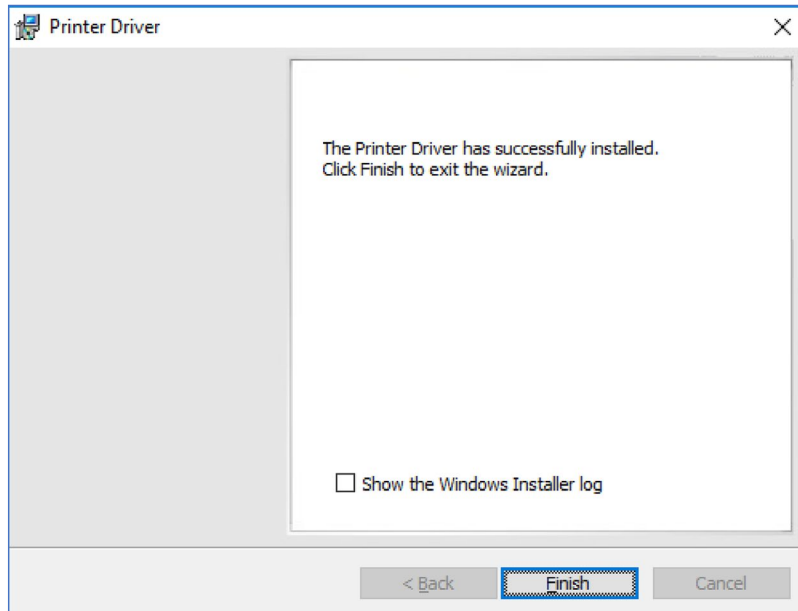 Printer Driver
The Printer Driver has successfully installed.
Click Finish to exit the wizard.
Show the Windows Installer log
< Back
Finish
Cancel